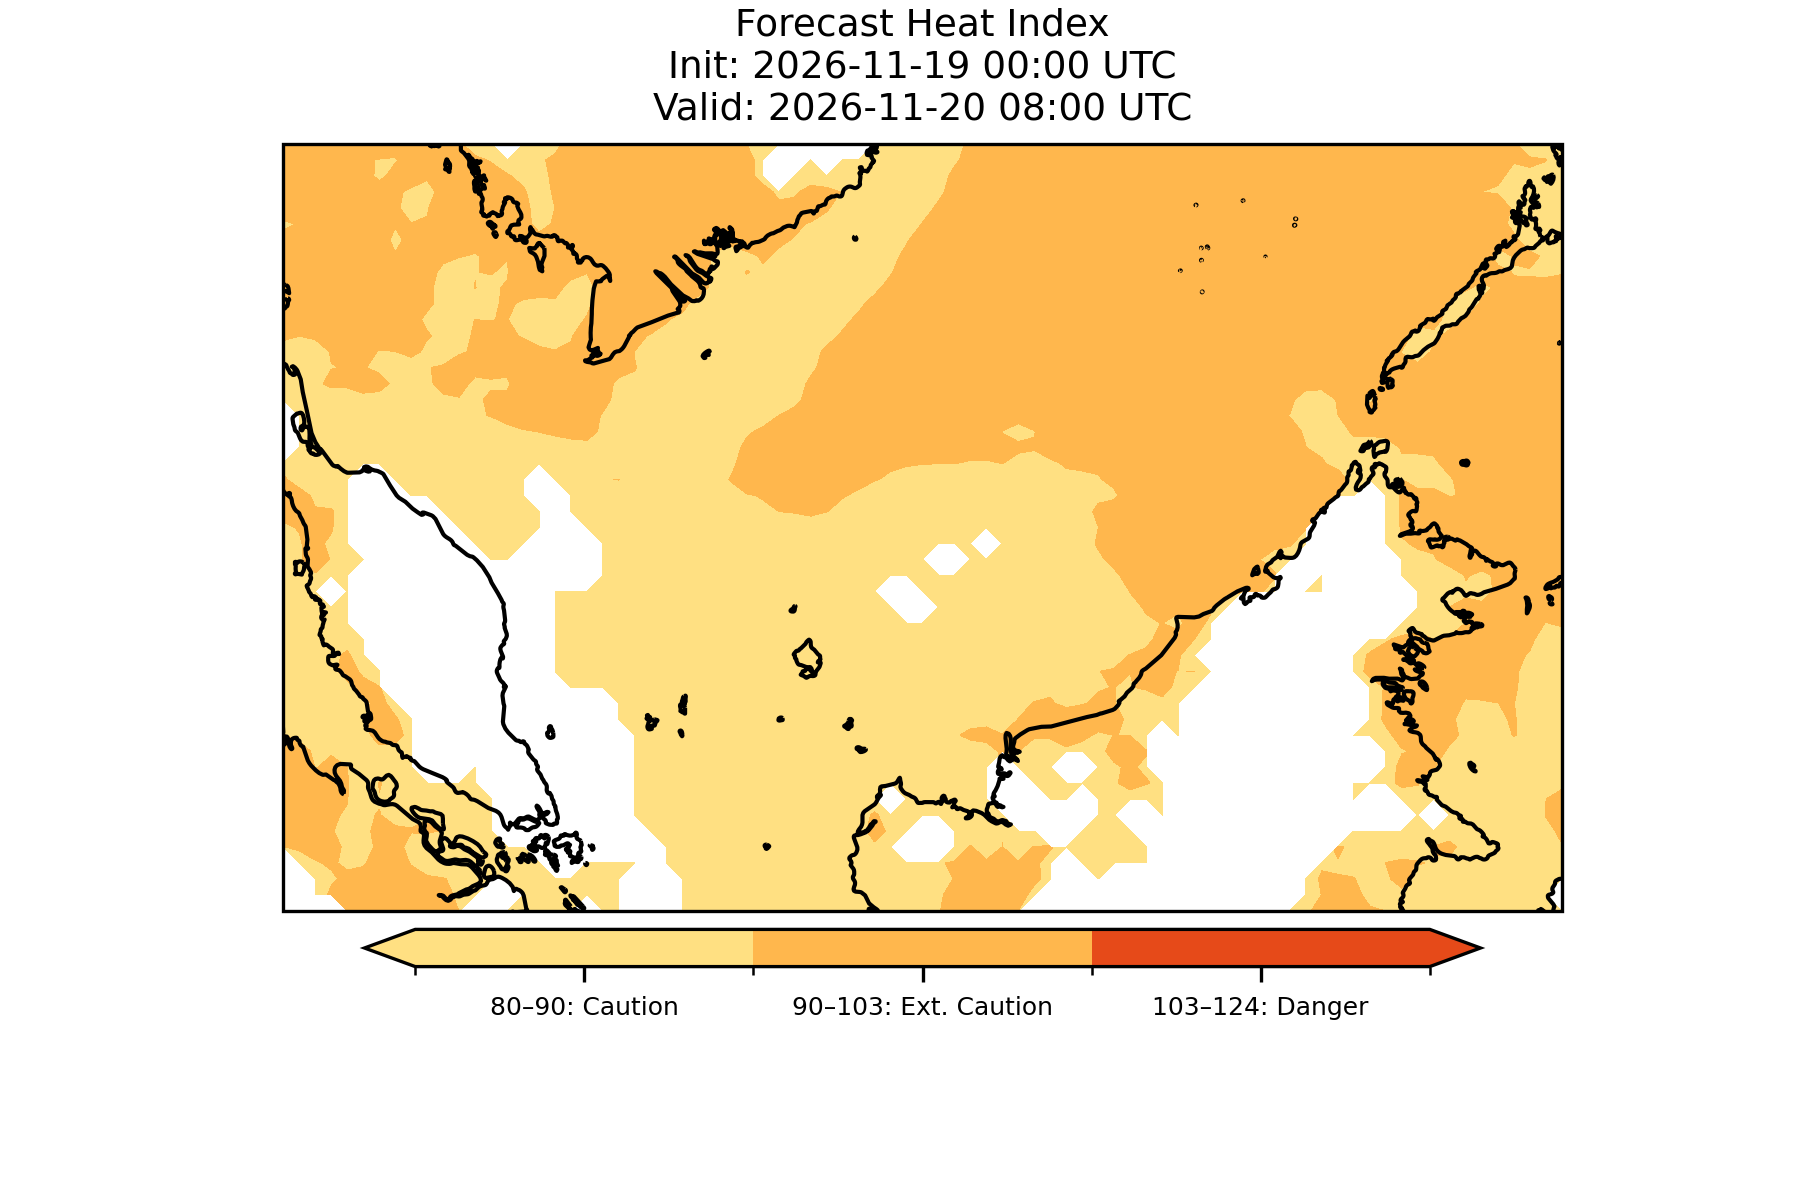 Forecast Heat Index
Init: 2026-11-19 00:00 UTC
Valid: 2026-11-20 08:00 UTC
80–90: Caution
90–103: Ext. Caution
103–124: Danger